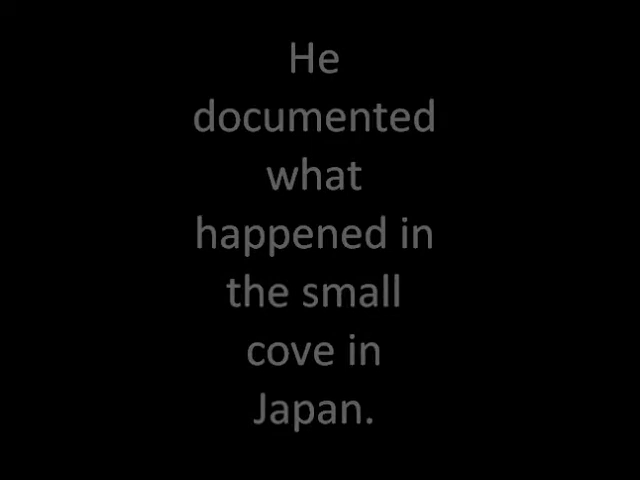 He
documented
what
happened in
the small
cove in
Japan.